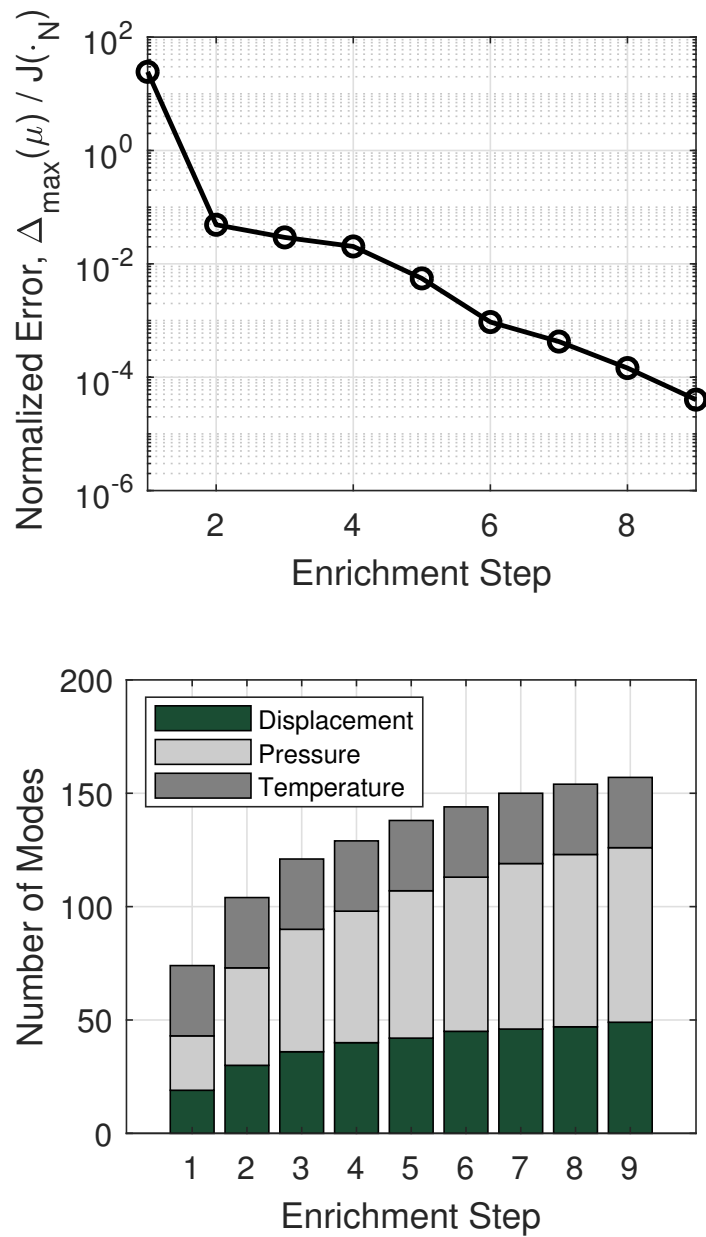 Normalized Error, Δ_max(μ) / J(·_N)
10^2
10^0
10^-2
10^-4
10^-6
2 4 6 8
Enrichment Step
Number of Modes
200
150
100
50
0
Displacement
Pressure
Temperature
1 2 3 4 5 6 7 8 9
Enrichment Step